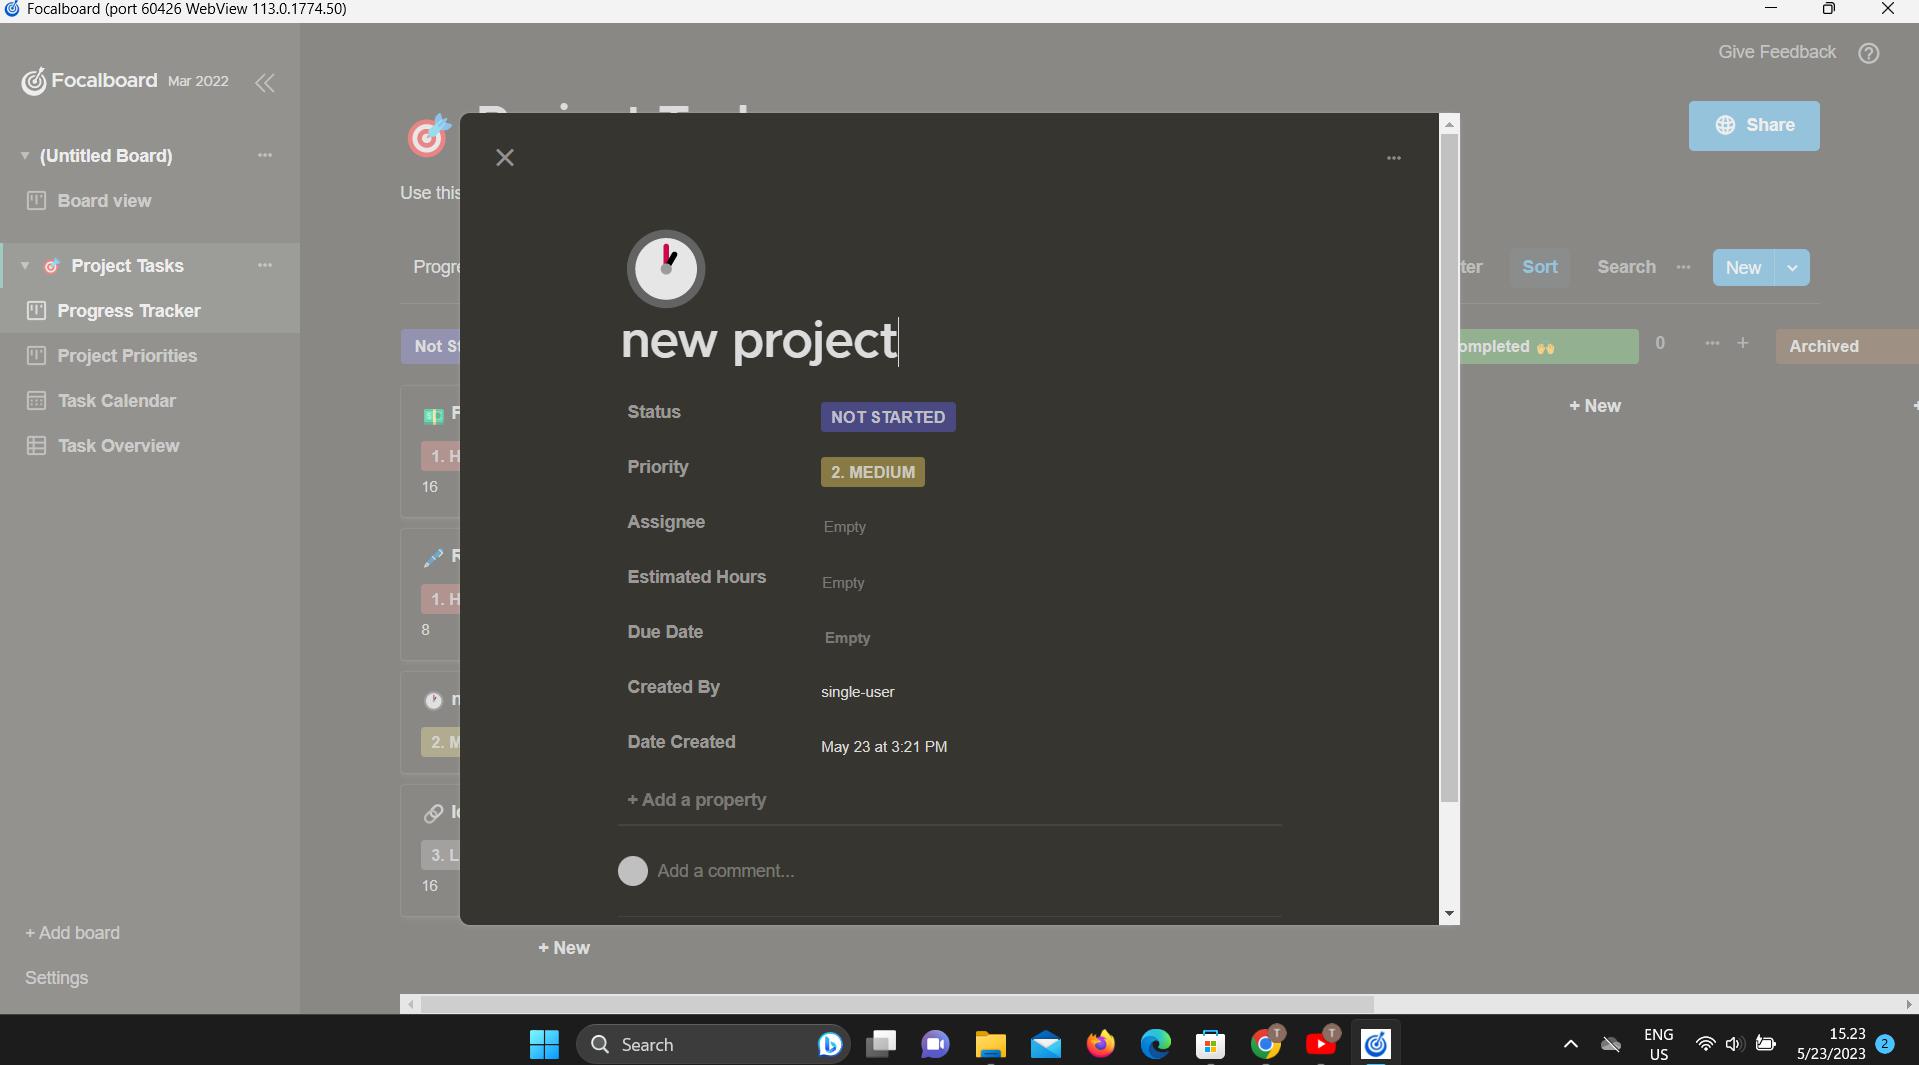 Focalboard (port 60426 WebView 113.0.1774.50)
Give Feedback
Focalboard Mar 2022
Share
(Untitled Board)
Board view
Use this
Project Tasks
Progress Tracker
Project Priorities
Task Calendar
Task Overview
Sort
Search
New
Not St
0
Archived
+ New
1. H
16
1. H
8
2. M
3. L
16
+ New
new project
Status NOT STARTED
Priority 2. MEDIUM
Assignee Empty
Estimated Hours Empty
Due Date Empty
Created By single-user
Date Created May 23 at 3:21 PM
+ Add a property
Add a comment...
+ Add board
Settings
Search
T
T
ENG
US
15.23
5/23/2023
2